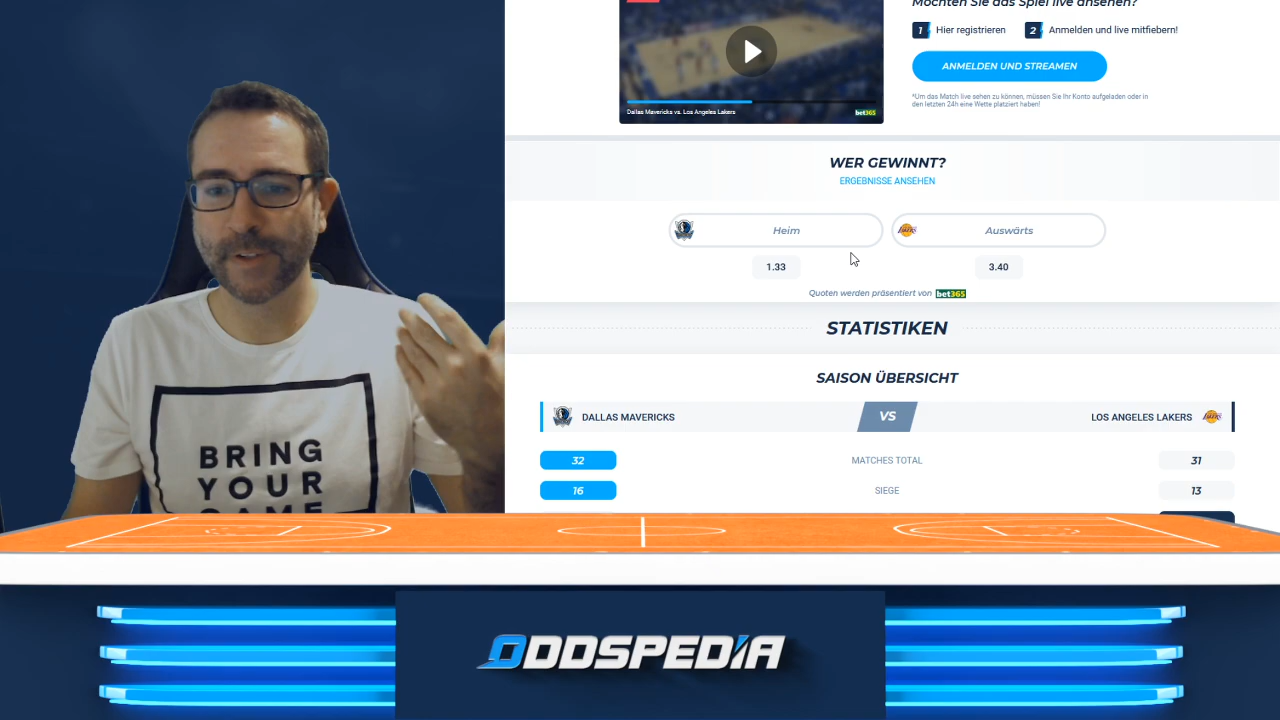 Möchten Sie das Spiel live ansehen?
1 Hier registrieren 2 Anmelden und live mitfiebern!
ANMELDEN UND STREAMEN
*Um das Match live sehen zu können, müssen Sie Ihr Konto aufgeladen oder in
den letzten 24h eine Wette platziert haben!
Dallas Mavericks vs. Los Angeles Lakers bet365
WER GEWINNT?
ERGEBNISSE ANSEHEN
Heim LAKERS Auswärts
1.33 3.40
Quoten werden präsentiert von bet365
STATISTIKEN
SAISON ÜBERSICHT
DALLAS MAVERICKS VS LOS ANGELES LAKERS
32 MATCHES TOTAL 31
16 SIEGE 13
BRING
YOUR
GAME
ODDSPEDIA